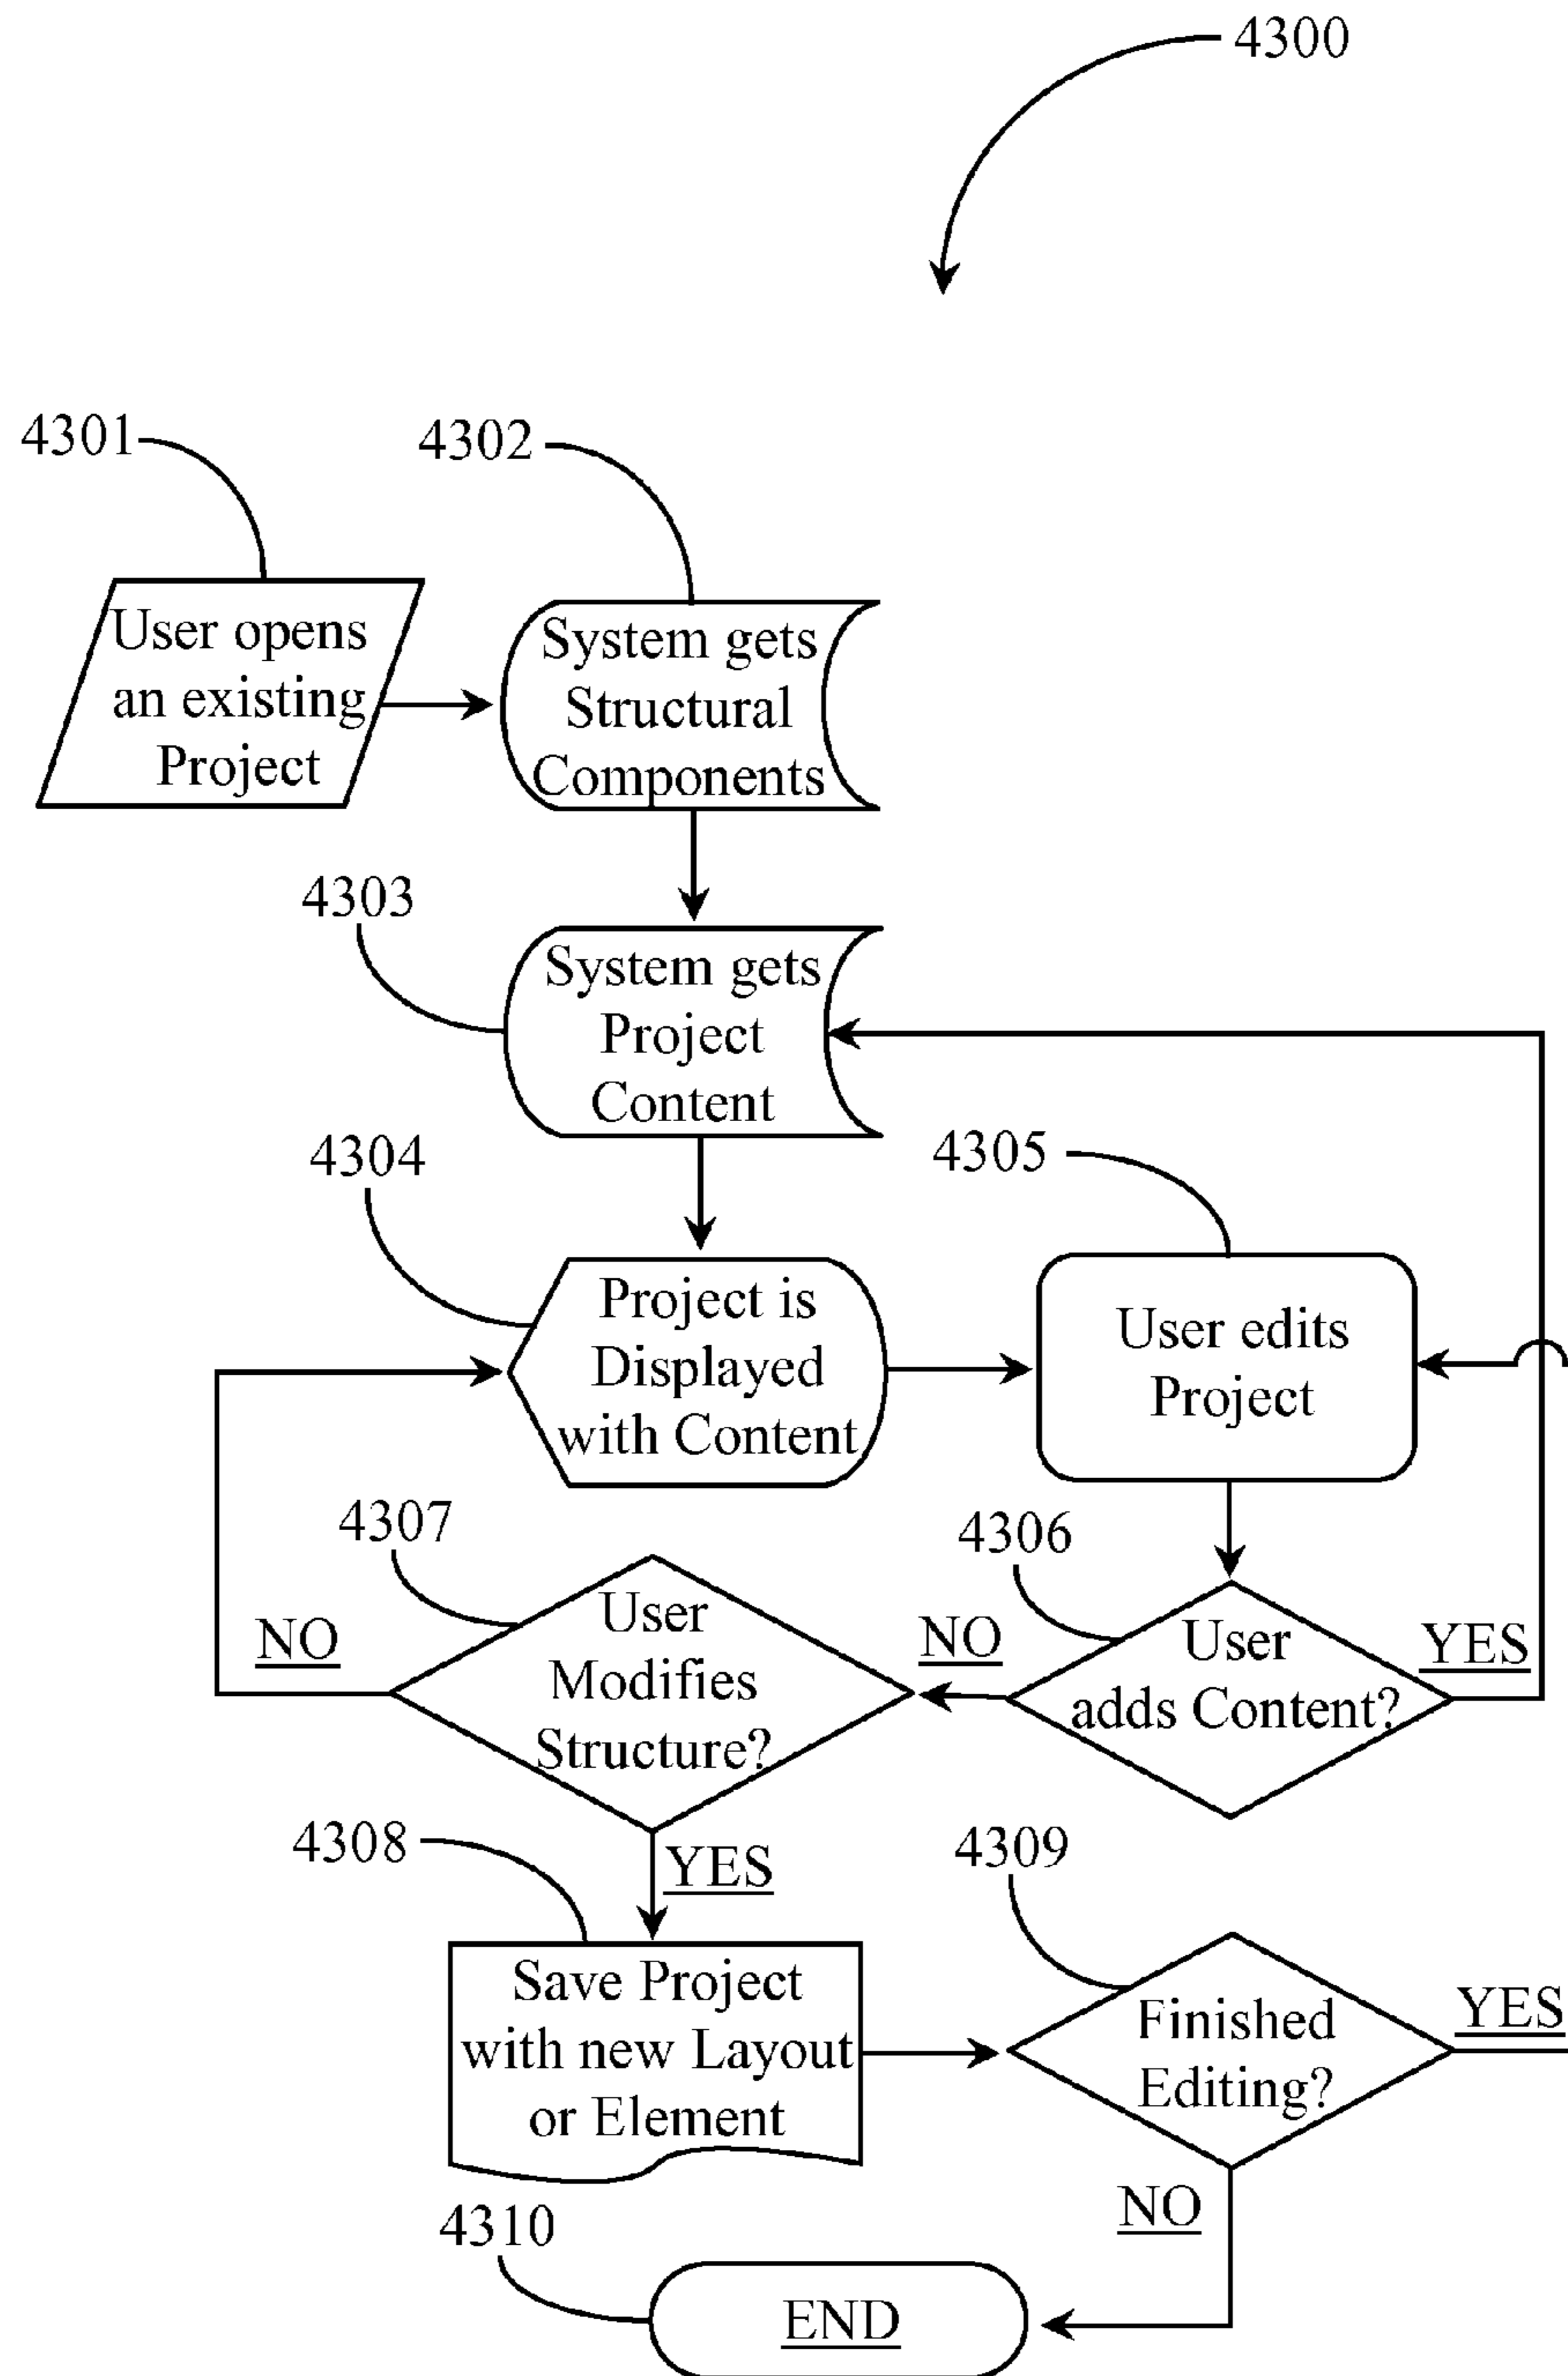 4300
4301
4302
User opens
an existing
Project
System gets
Structural
Components
4303
System gets
Project
Content
4304
4305
Project is
Displayed
with Content
User edits
Project
4307
4306
NO
User
Modifies
Structure?
NO
User
adds Content?
YES
4308
YES
4309
Save Project
with new Layout
or Element
Finished
Editing?
YES
4310
NO
END